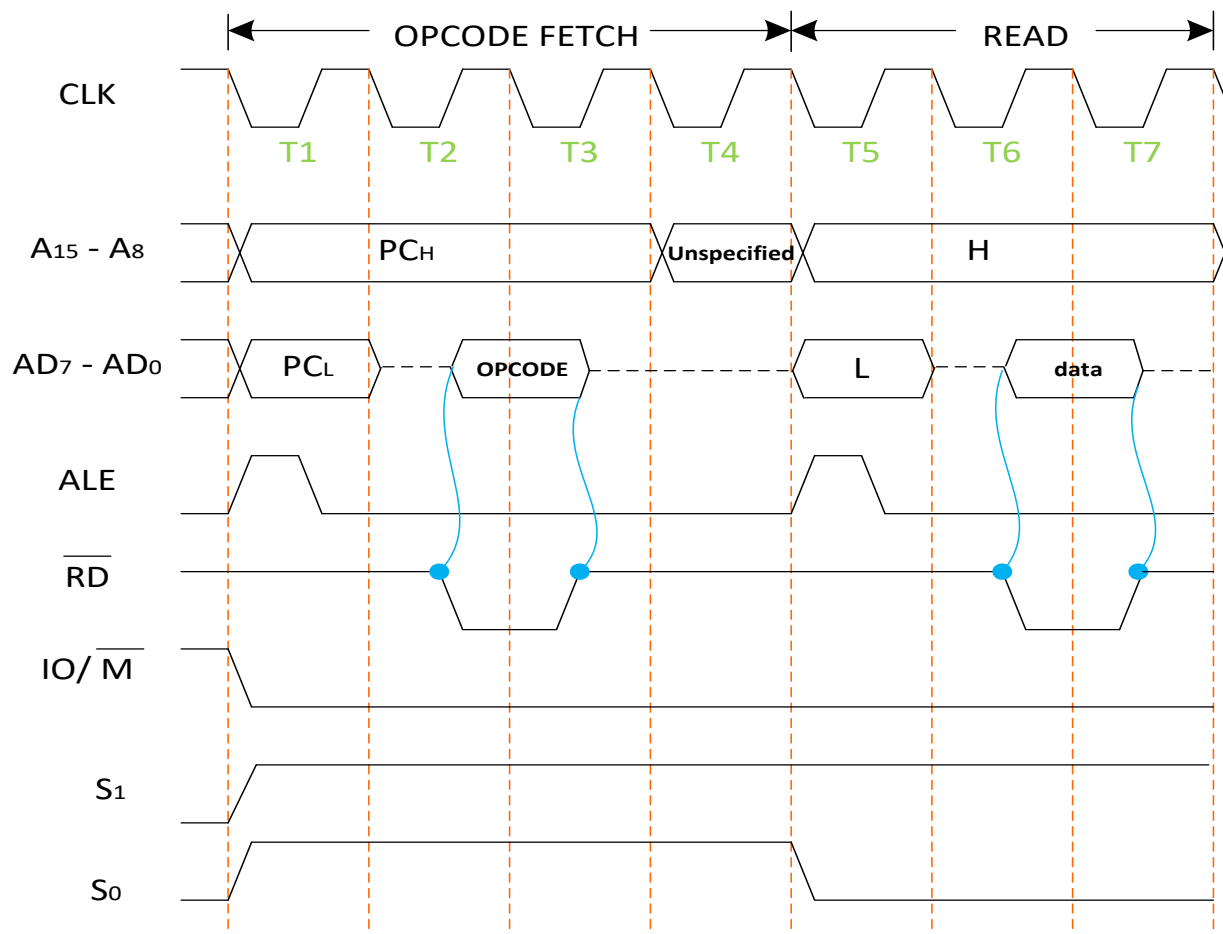 OPCODE FETCH READ
CLK
T1 T2 T3 T4 T5 T6 T7
A15 - A8 PCH Unspecified H
AD7 - AD0 PCL OPCODE L data
ALE
R̅D̅
IO/ M̅
S1
S0